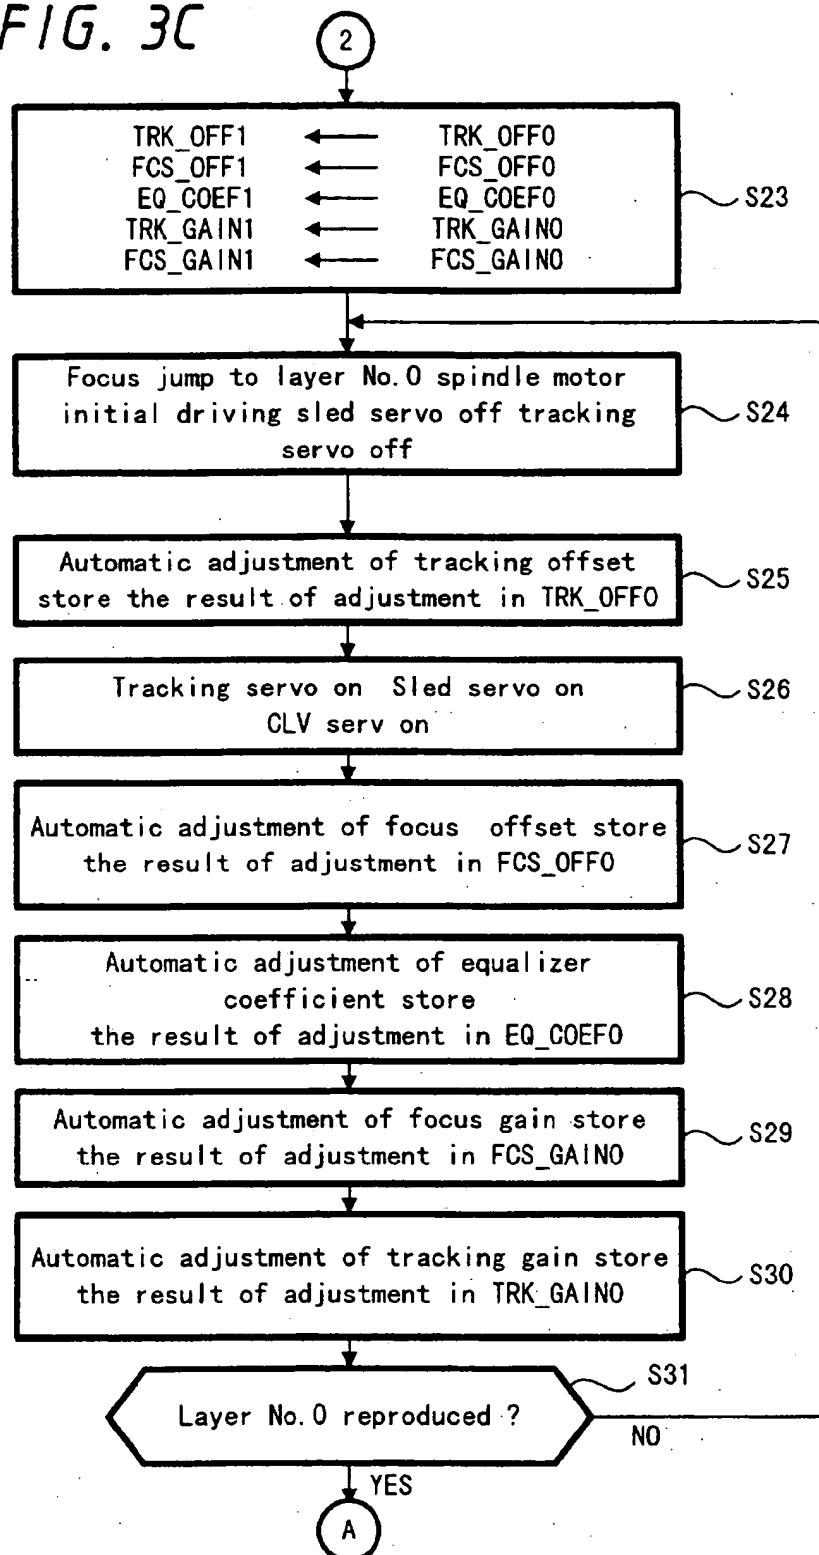 FIG. 3C
2
TRK_OFF1 ← TRK_OFF0
FCS_OFF1 ← FCS_OFF0
EQ_COEF1 ← EQ_COEF0
TRK_GAIN1 ← TRK_GAIN0
FCS_GAIN1 ← FCS_GAIN0
S23
Focus jump to layer No.0 spindle motor
initial driving sled servo off tracking
servo off
S24
Automatic adjustment of tracking offset
store the result of adjustment in TRK_OFF0
S25
Tracking servo on Sled servo on
CLV serv on
S26
Automatic adjustment of focus offset store
the result of adjustment in FCS_OFF0
S27
Automatic adjustment of equalizer
coefficient store
the result of adjustment in EQ_COEF0
S28
Automatic adjustment of focus gain store
the result of adjustment in FCS_GAIN0
S29
Automatic adjustment of tracking gain store
the result of adjustment in TRK_GAIN0
S30
Layer No.0 reproduced ?
S31
NO
YES
A